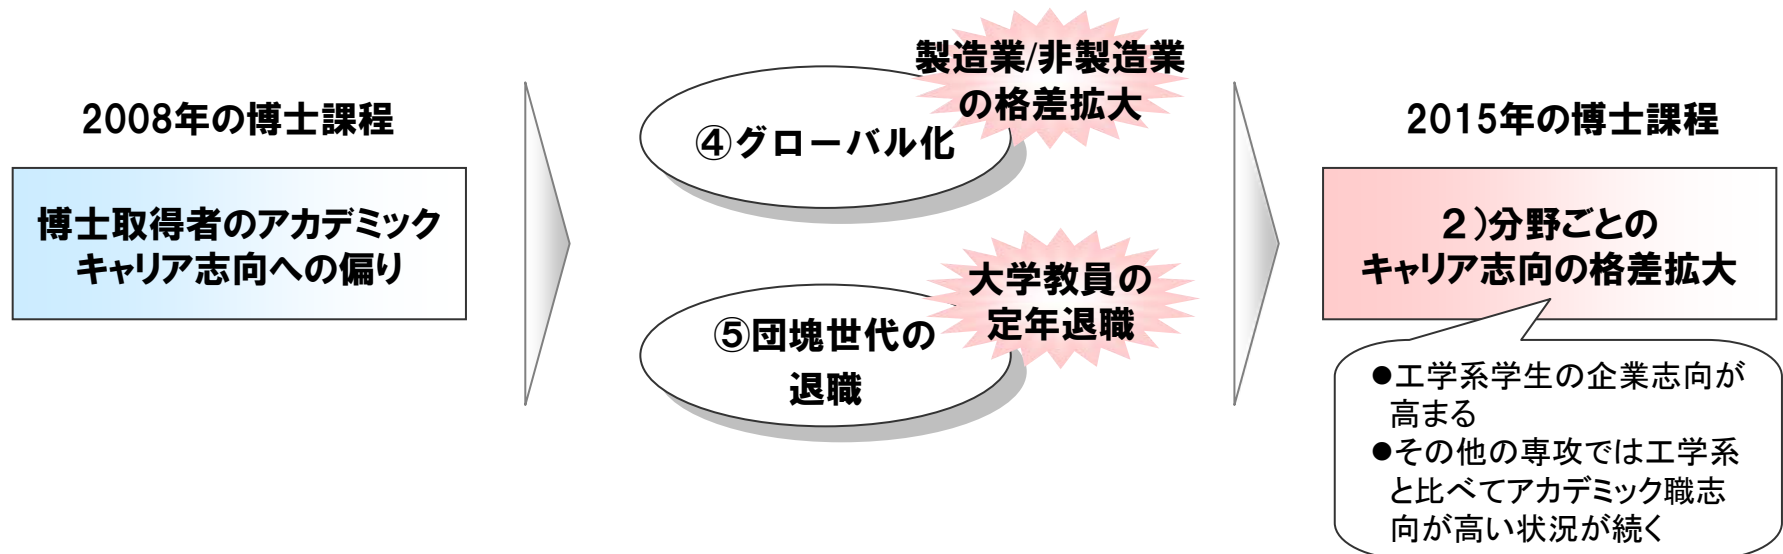 2008年の博士課程
博士取得者のアカデミック
キャリア志向への偏り
製造業/非製造業
の格差拡大
④グローバル化
大学教員の
定年退職
⑤団塊世代の
退職
2015年の博士課程
２）分野ごとの
キャリア志向の格差拡大
●工学系学生の企業志向が
高まる
●その他の専攻では工学系
と比べてアカデミック職志
向が高い状況が続く